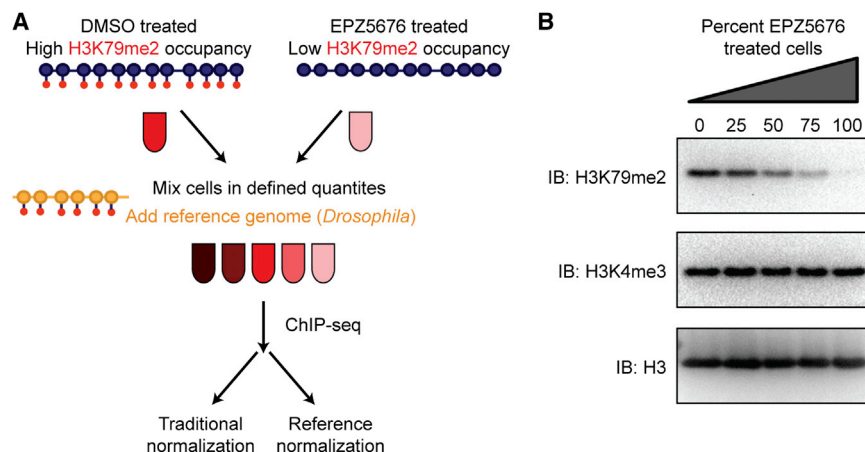 A
DMSO treated
High H3K79me2 occupancy
EPZ5676 treated
Low H3K79me2 occupancy
Mix cells in defined quantites
Add reference genome (Drosophila)
ChIP-seq
Traditional
normalization
Reference
normalization
B
Percent EPZ5676
treated cells
0 25 50 75 100
IB: H3K79me2
IB: H3K4me3
IB: H3